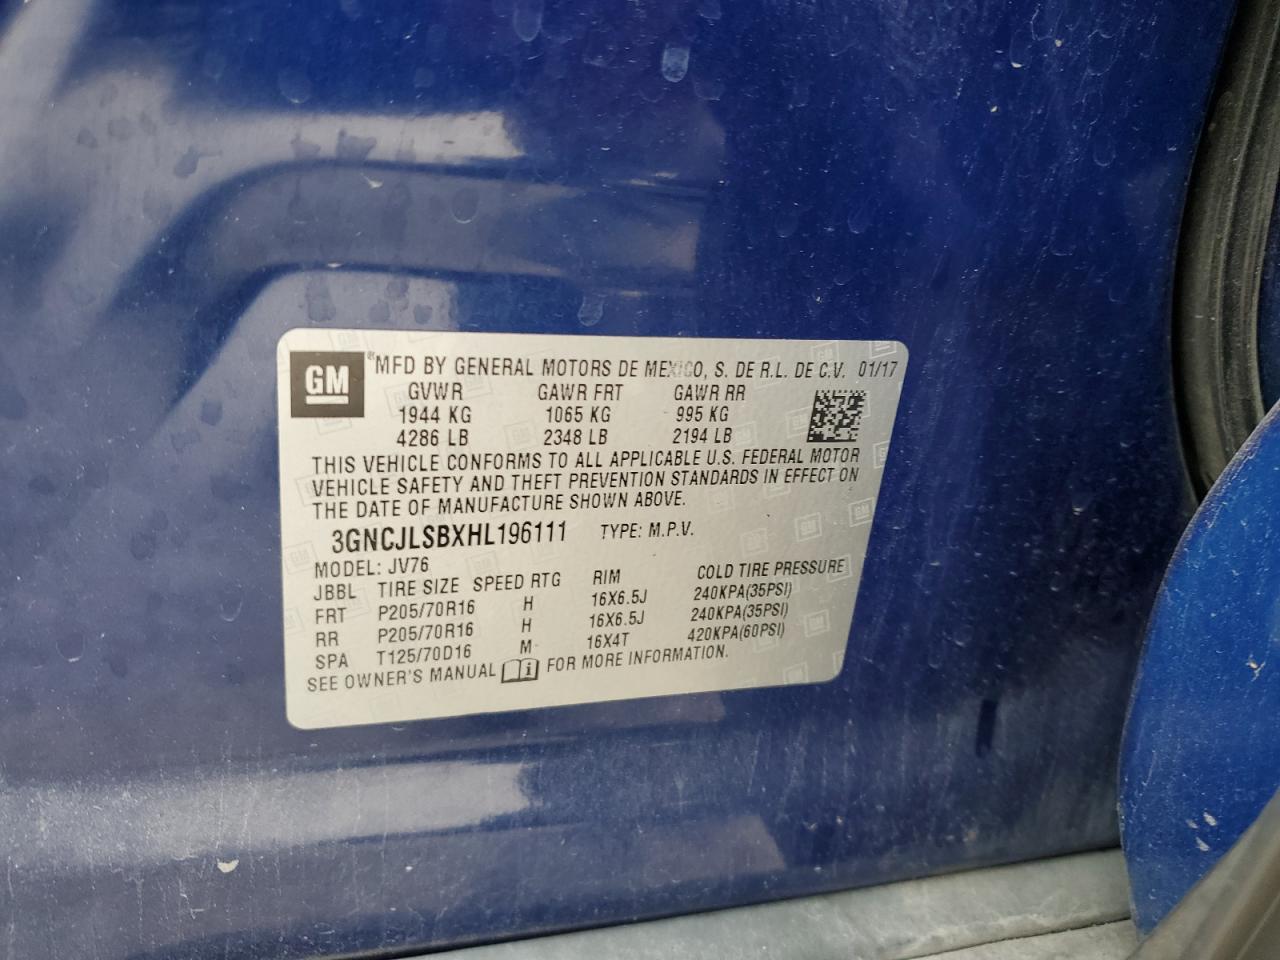 GM ® MFD BY GENERAL MOTORS DE MEXICO, S. DE R.L. DE C.V. 01/17
GVWR GAWR FRT GAWR RR
1944 KG 1065 KG 995 KG
4286 LB 2348 LB 2194 LB
THIS VEHICLE CONFORMS TO ALL APPLICABLE U.S. FEDERAL MOTOR
VEHICLE SAFETY AND THEFT PREVENTION STANDARDS IN EFFECT ON
THE DATE OF MANUFACTURE SHOWN ABOVE.
3GNCJLSBXHL196111 TYPE: M.P.V.
MODEL: JV76
JBBL TIRE SIZE SPEED RTG RIM COLD TIRE PRESSURE
FRT P205/70R16 H 16X6.5J 240KPA(35PSI)
RR P205/70R16 H 16X6.5J 240KPA(35PSI)
SPA T125/70D16 M 16X4T 420KPA(60PSI)
SEE OWNER'S MANUAL i FOR MORE INFORMATION.